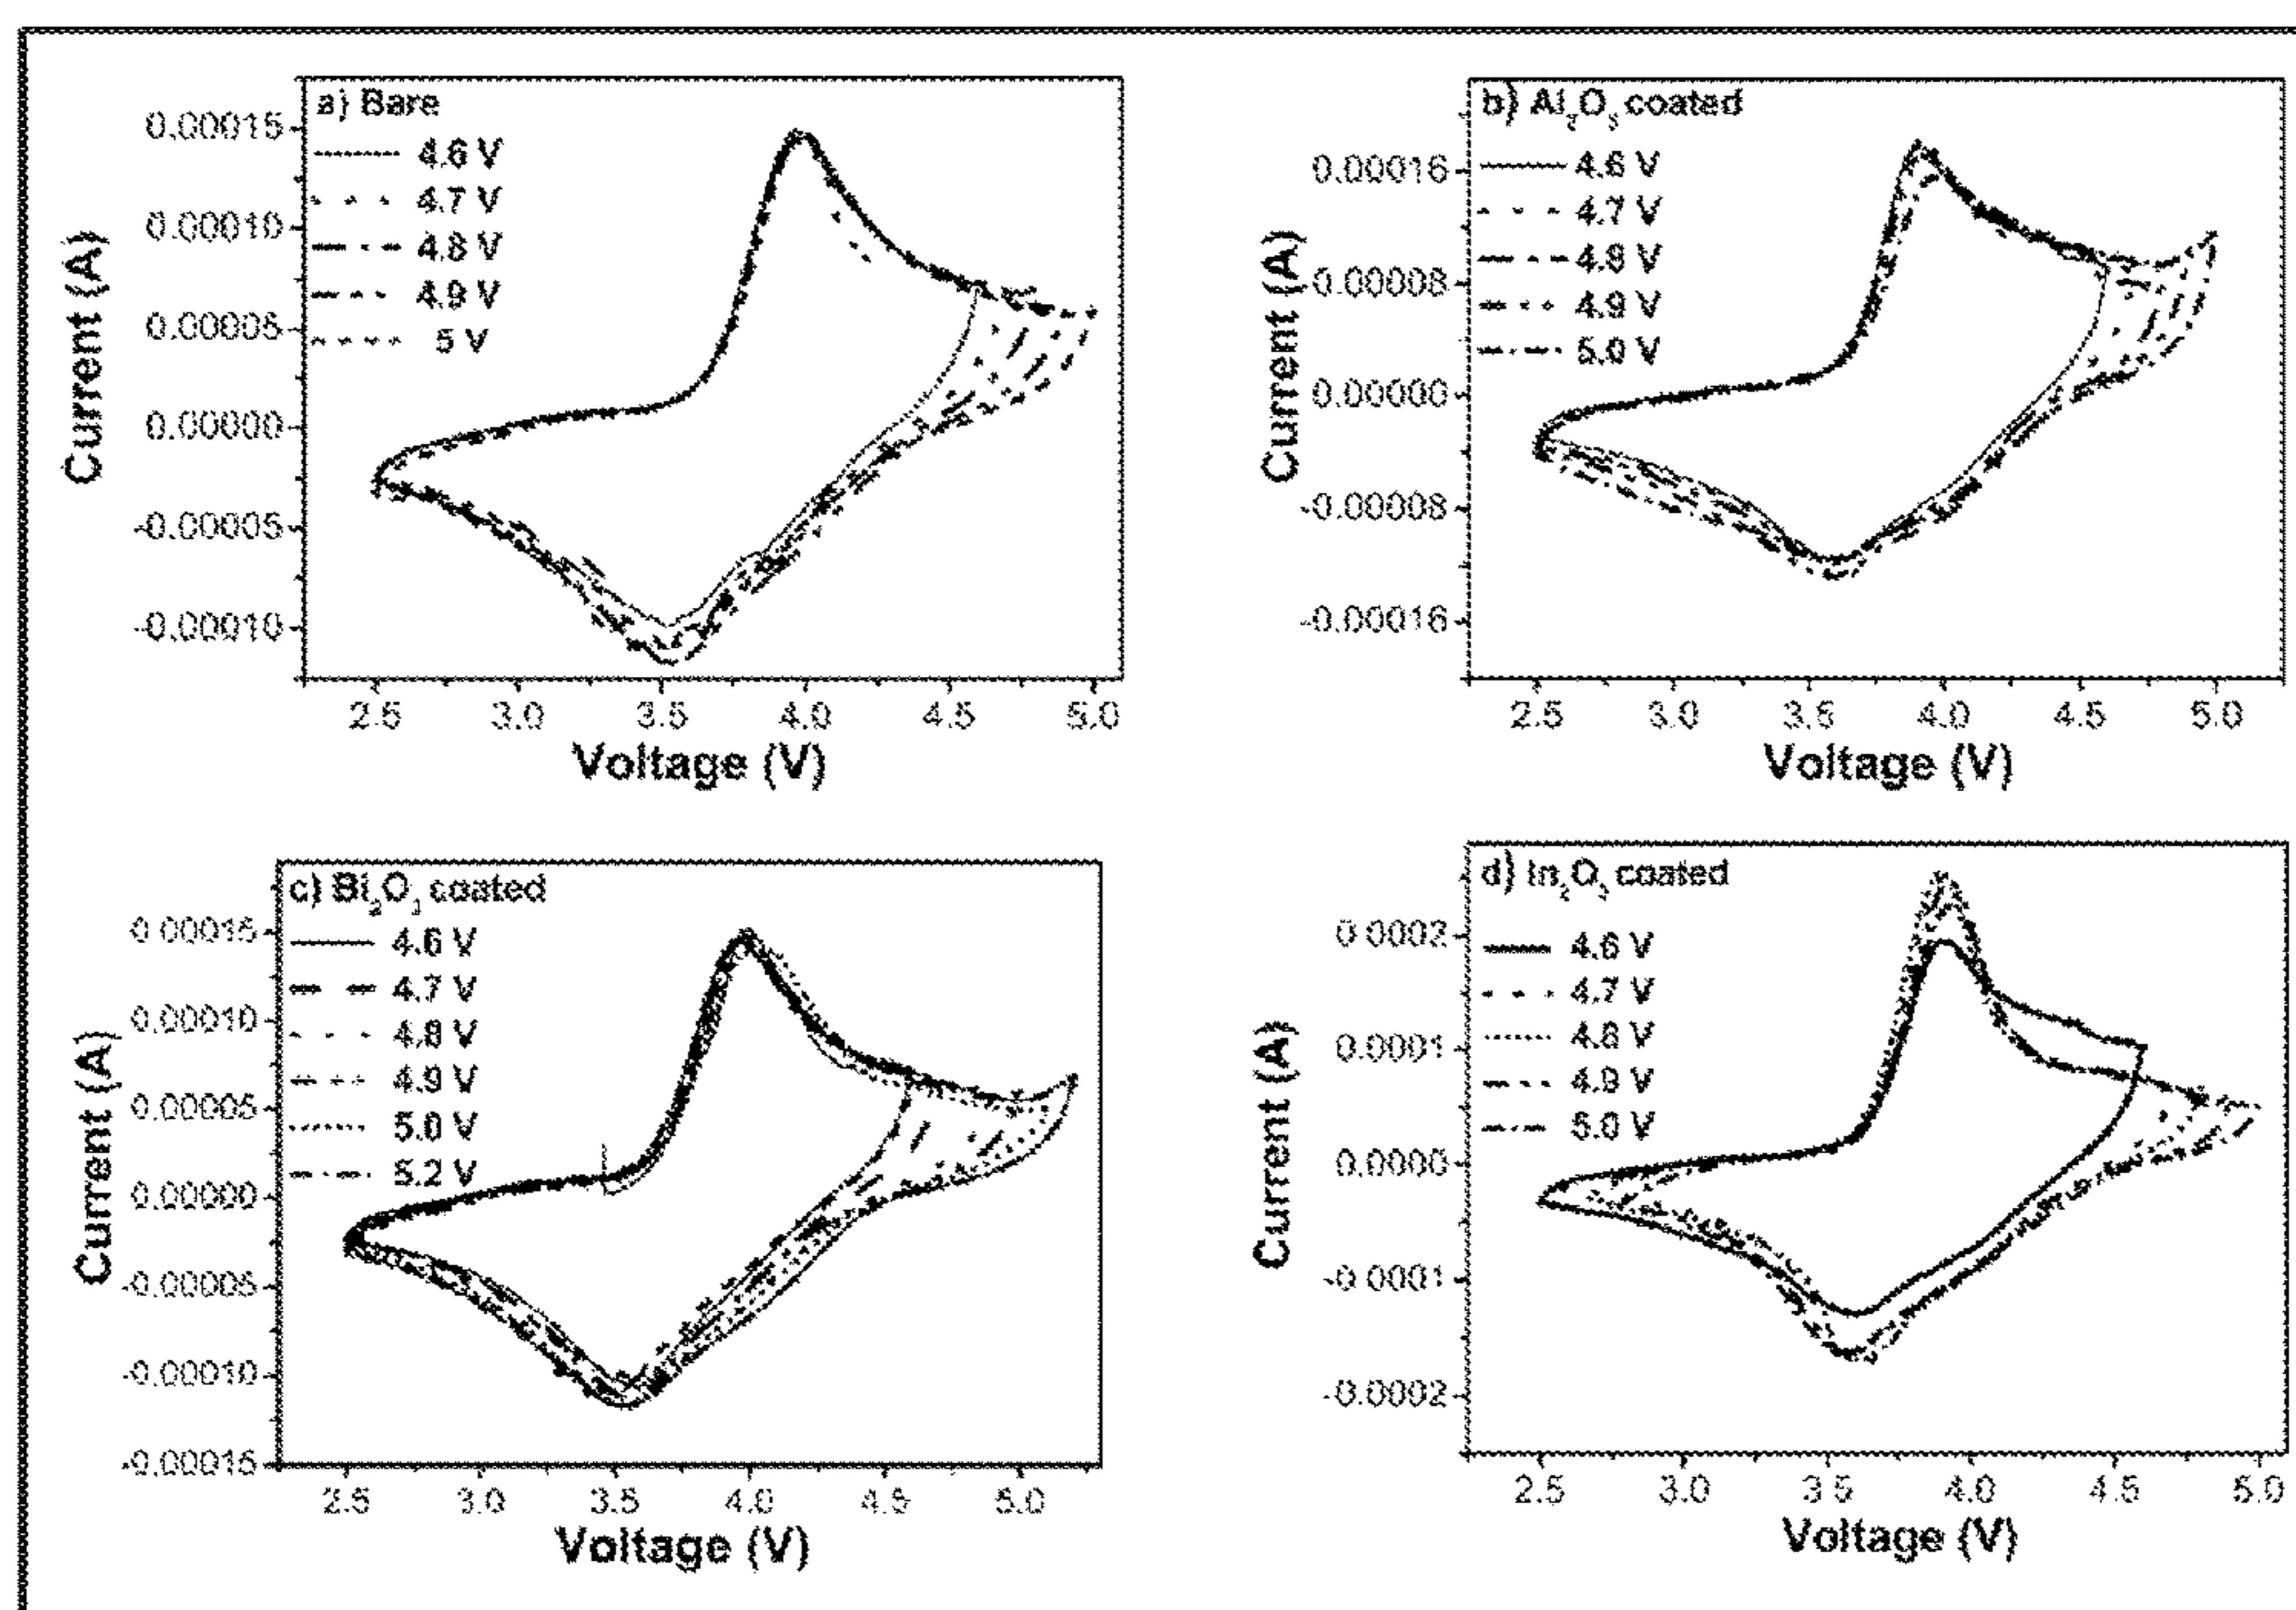 a) Bare
4.6 V
4.7 V
4.8 V
4.9 V
5 V
0.00015
0.00010
0.00005
0.00000
-0.00005
-0.00010
Current (A)
2.5 3.0 3.5 4.0 4.5 5.0
Voltage (V)
b) Al₂O₃ coated
4.6 V
4.7 V
4.8 V
4.9 V
5.0 V
0.00016
0.00008
0.00000
-0.00008
-0.00016
Current (A)
2.5 3.0 3.5 4.0 4.5 5.0
Voltage (V)
c) Bi₂O₃ coated
4.6 V
4.7 V
4.8 V
4.9 V
5.0 V
5.2 V
0.00015
0.00010
0.00005
0.00000
-0.00005
-0.00010
-0.00015
Current (A)
2.5 3.0 3.5 4.0 4.5 5.0
Voltage (V)
d) In₂O₃ coated
4.6 V
4.7 V
4.8 V
4.9 V
5.0 V
0.0002
0.0001
0.0000
-0.0001
-0.0002
Current (A)
2.5 3.0 3.5 4.0 4.5 5.0
Voltage (V)